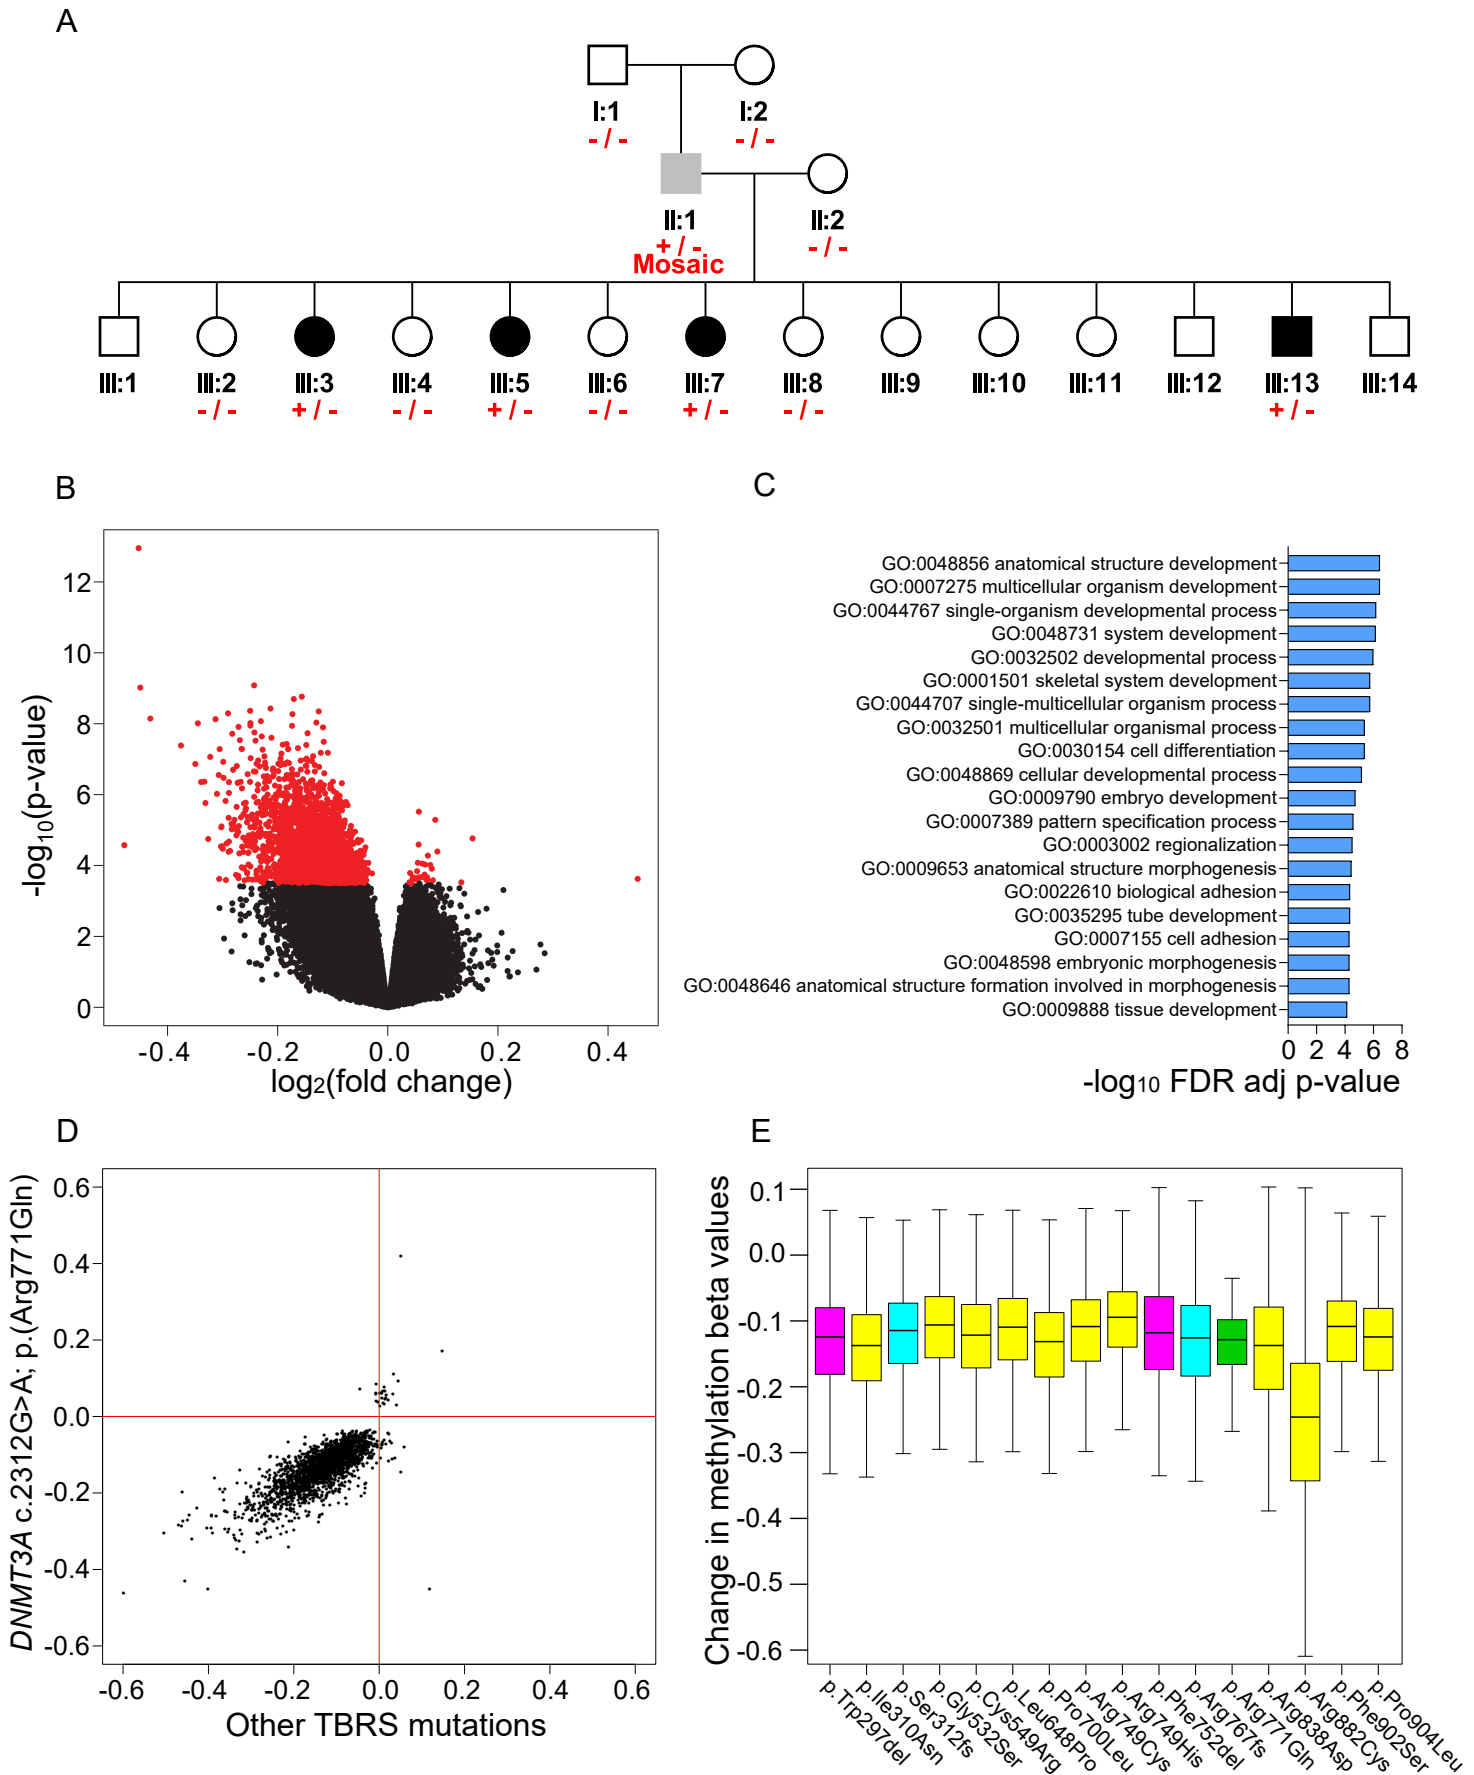 A
I:1
I:2
- / -
- / -
II:1
II:2
+ / -
- / -
Mosaic
III:1
III:2
III:3
III:4
III:5
III:6
III:7
III:8
III:9
III:10
III:11
III:12
III:13
III:14
- / -
+ / -
- / -
+ / -
- / -
+ / -
- / -
+ / -
B
-log10(p-value)
12
10
8
6
4
2
0
-0.4
-0.2
0.0
0.2
0.4
log2(fold change)
C
GO:0048856 anatomical structure development
GO:0007275 multicellular organism development
GO:0044767 single-organism developmental process
GO:0048731 system development
GO:0032502 developmental process
GO:0001501 skeletal system development
GO:0044707 single-multicellular organism process
GO:0032501 multicellular organismal process
GO:0030154 cell differentiation
GO:0048869 cellular developmental process
GO:0009790 embryo development
GO:0007389 pattern specification process
GO:0003002 regionalization
GO:0009653 anatomical structure morphogenesis
GO:0022610 biological adhesion
GO:0035295 tube development
GO:0007155 cell adhesion
GO:0048598 embryonic morphogenesis
GO:0048646 anatomical structure formation involved in morphogenesis
GO:0009888 tissue development
0 2 4 6 8
-log10 FDR adj p-value
D
DNMT3A c.2312G>A; p.(Arg771Gln)
0.6
0.4
0.2
0.0
-0.2
-0.4
-0.6
-0.6
-0.4
-0.2
0.0
0.2
0.4
0.6
Other TBRS mutations
E
Change in methylation beta values
0.1
0.0
-0.1
-0.2
-0.3
-0.4
-0.5
-0.6
p.Trp297del
p.Ile310Asn
p.Ser312fs
p.Gly532Ser
p.Cys549Arg
p.Leu648Pro
p.Pro700Leu
p.Arg749Cys
p.Arg749His
p.Phe752del
p.Arg767fs
p.Arg771Gln
p.Arg838Asp
p.Arg882Cys
p.Phe902Ser
p.Pro904Leu